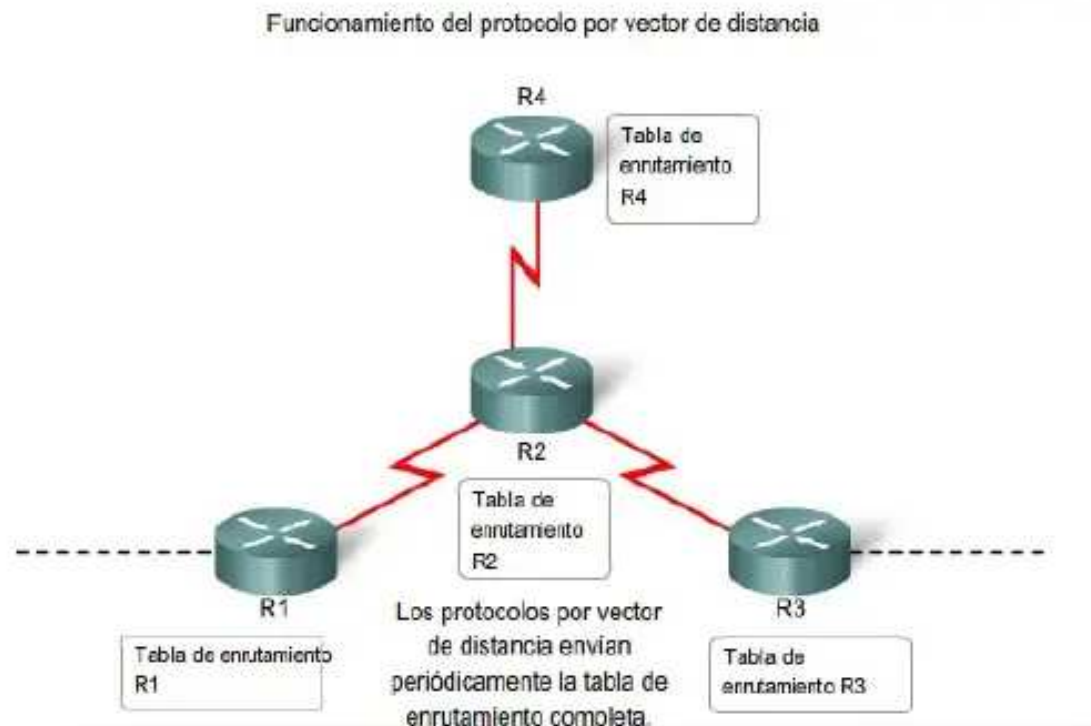 Funcionamiento del protocolo por vector de distancia
R4
Tabla de
enrutamiento
R4
R2
Tabla de
enrutamiento
R2
R1
Tabla de enrutamiento
R1
Los protocolos por vector
de distancia envían
periódicamente la tabla de
enrutamiento completa.
R3
Tabla de
enrutamiento R3